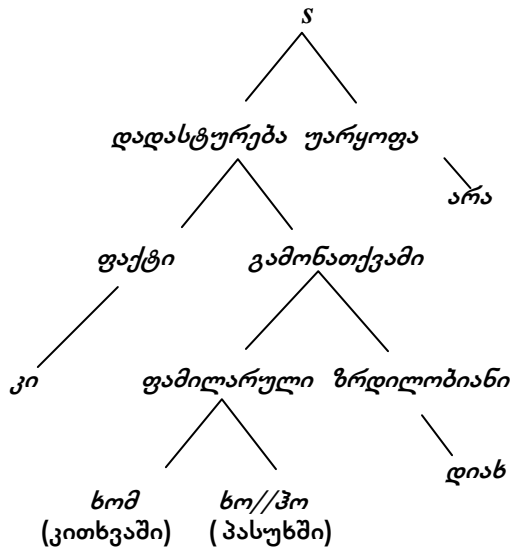 S
დადასტურება უარყოფა
არა
ფაქტი გამონათქვამი
კი ფამილარული ზრდილობიანი
დიახ
ხომ ხო//ჰო
(კითხვაში) (პასუხში)